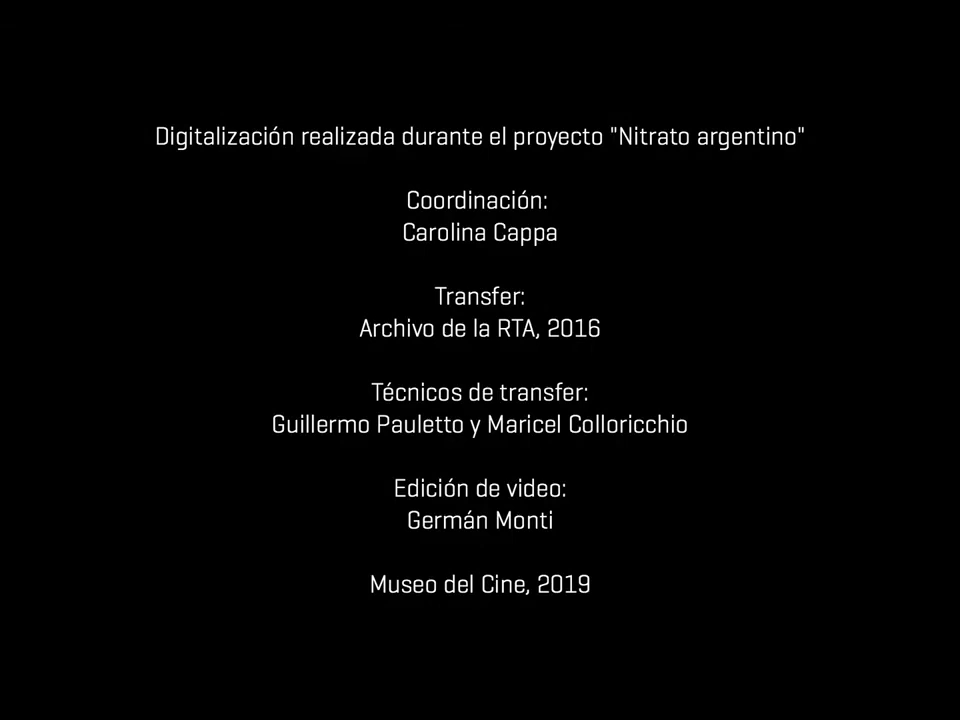 Digitalización realizada durante el proyecto "Nitrato argentino"
Coordinación:
Carolina Cappa
Transfer:
Archivo de la RTA, 2016
Técnicos de transfer:
Guillermo Pauletto y Maricel Colloricchio
Edición de video:
Germán Monti
Museo del Cine, 2019